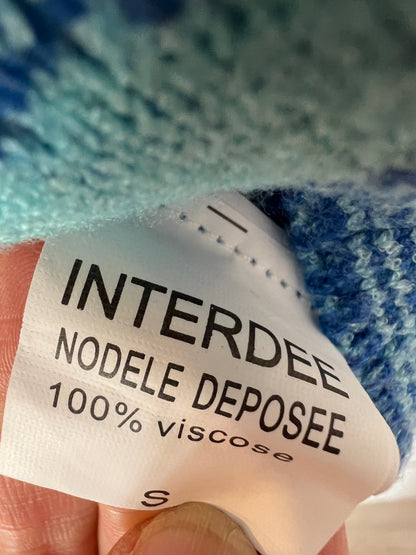 INTERDEE
NODELE DEPOSEE
100% viscose
S